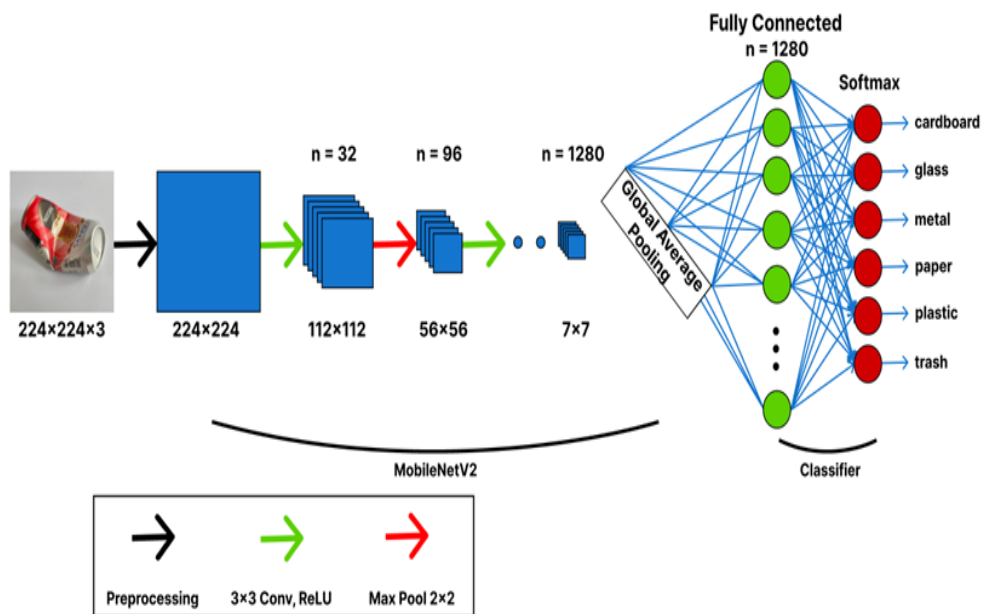 Fully Connected
n = 1280
Softmax
n = 32
n = 96
n = 1280
Global Average
Pooling
cardboard
glass
metal
paper
plastic
trash
224×224×3
224×224
112×112
56×56
7×7
MobileNetV2
Classifier
Preprocessing
3×3 Conv, ReLU
Max Pool 2×2